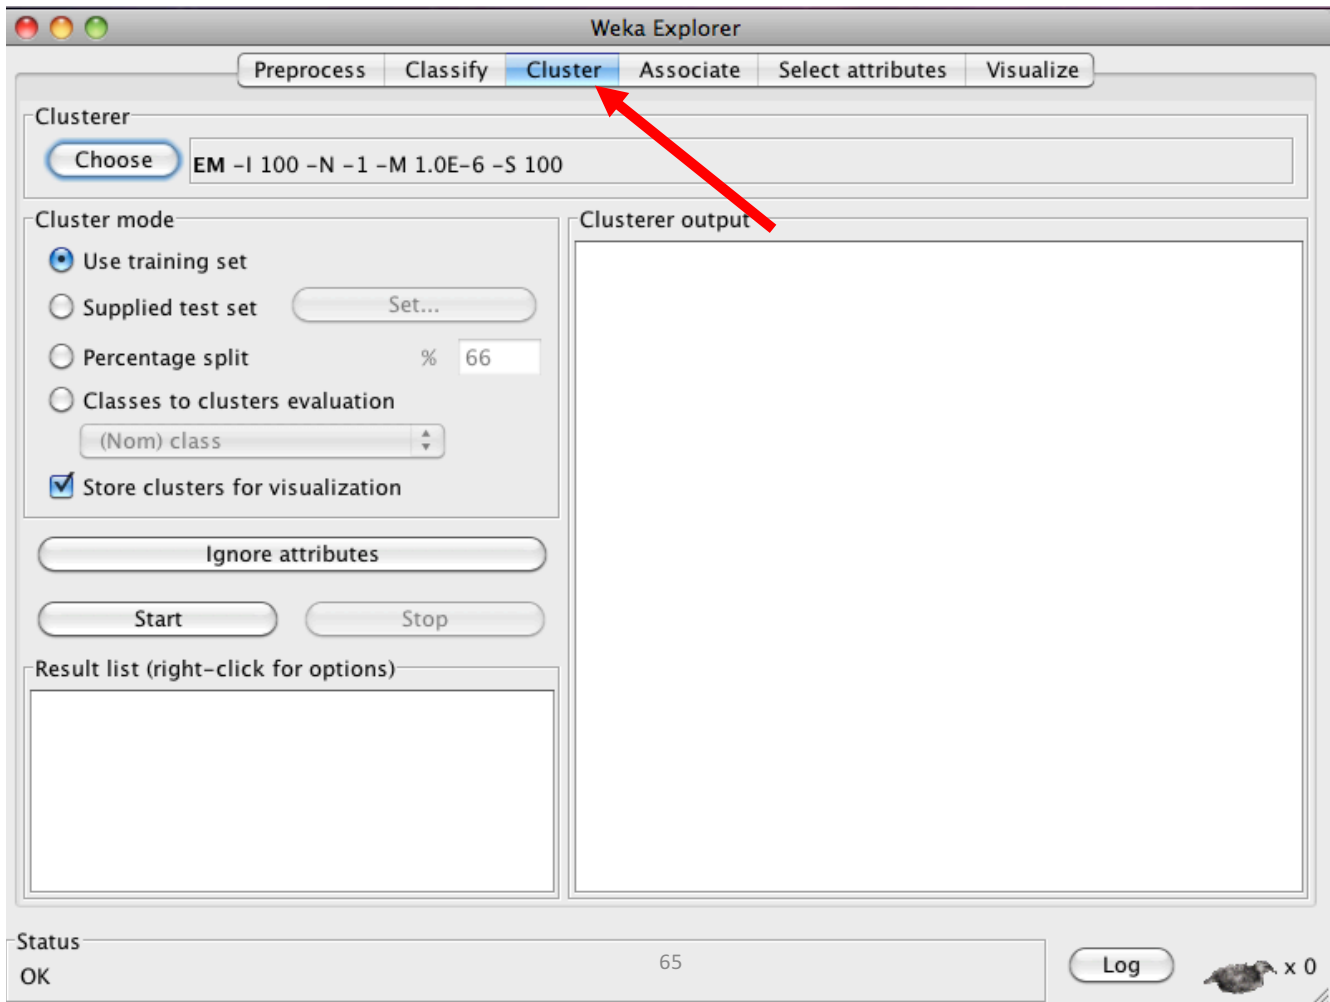 Weka Explorer
Preprocess Classify Cluster Associate Select attributes Visualize
Clusterer
Choose EM -I 100 -N -1 -M 1.0E-6 -S 100
Cluster mode
Use training set
Supplied test set Set...
Percentage split % 66
Classes to clusters evaluation
(Nom) class
Store clusters for visualization
Ignore attributes
Start Stop
Result list (right-click for options)
Clusterer output
Status
OK
65
Log x 0